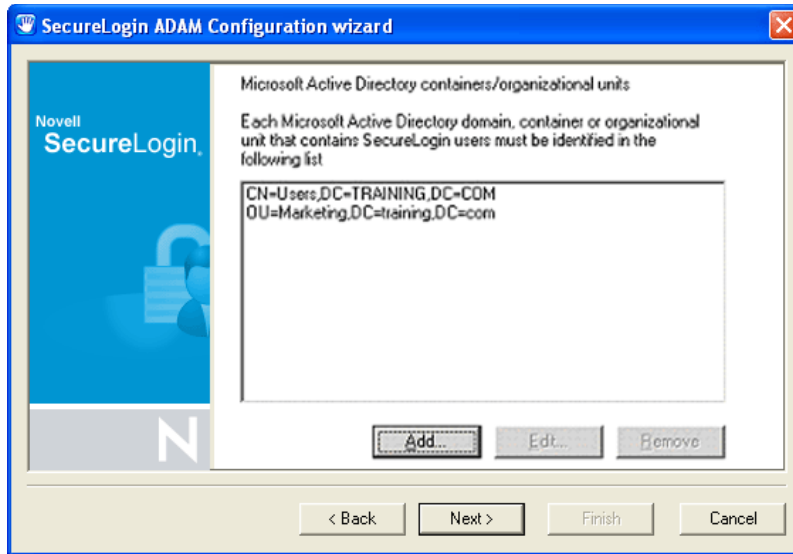 SecureLogin ADAM Configuration wizard
Novell
SecureLogin
Microsoft Active Directory containers/organizational units
Each Microsoft Active Directory domain, container or organizational
unit that contains SecureLogin users must be identified in the
following list
CN=Users,DC=TRAINING,DC=COM
OU=Marketing,DC=training,DC=com
N
Add...
Edit...
Remove
< Back
Next >
Finish
Cancel